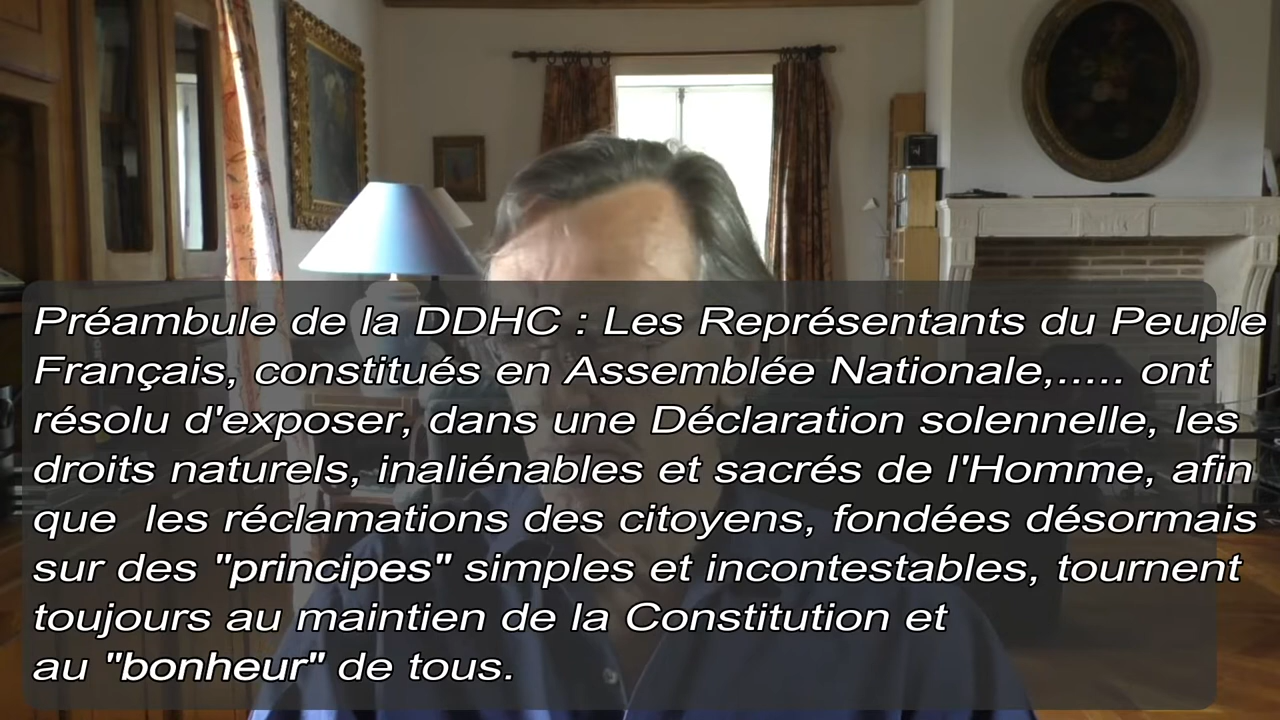 Préambule de la DDHC : Les Représentants du Peuple
Français, constitués en Assemblée Nationale,..... ont
résolu d'exposer, dans une Déclaration solennelle, les
droits naturels, inaliénables et sacrés de l'Homme, afin
que  les réclamations des citoyens, fondées désormais
sur des "principes" simples et incontestables, tournent
toujours au maintien de la Constitution et
au "bonheur" de tous.